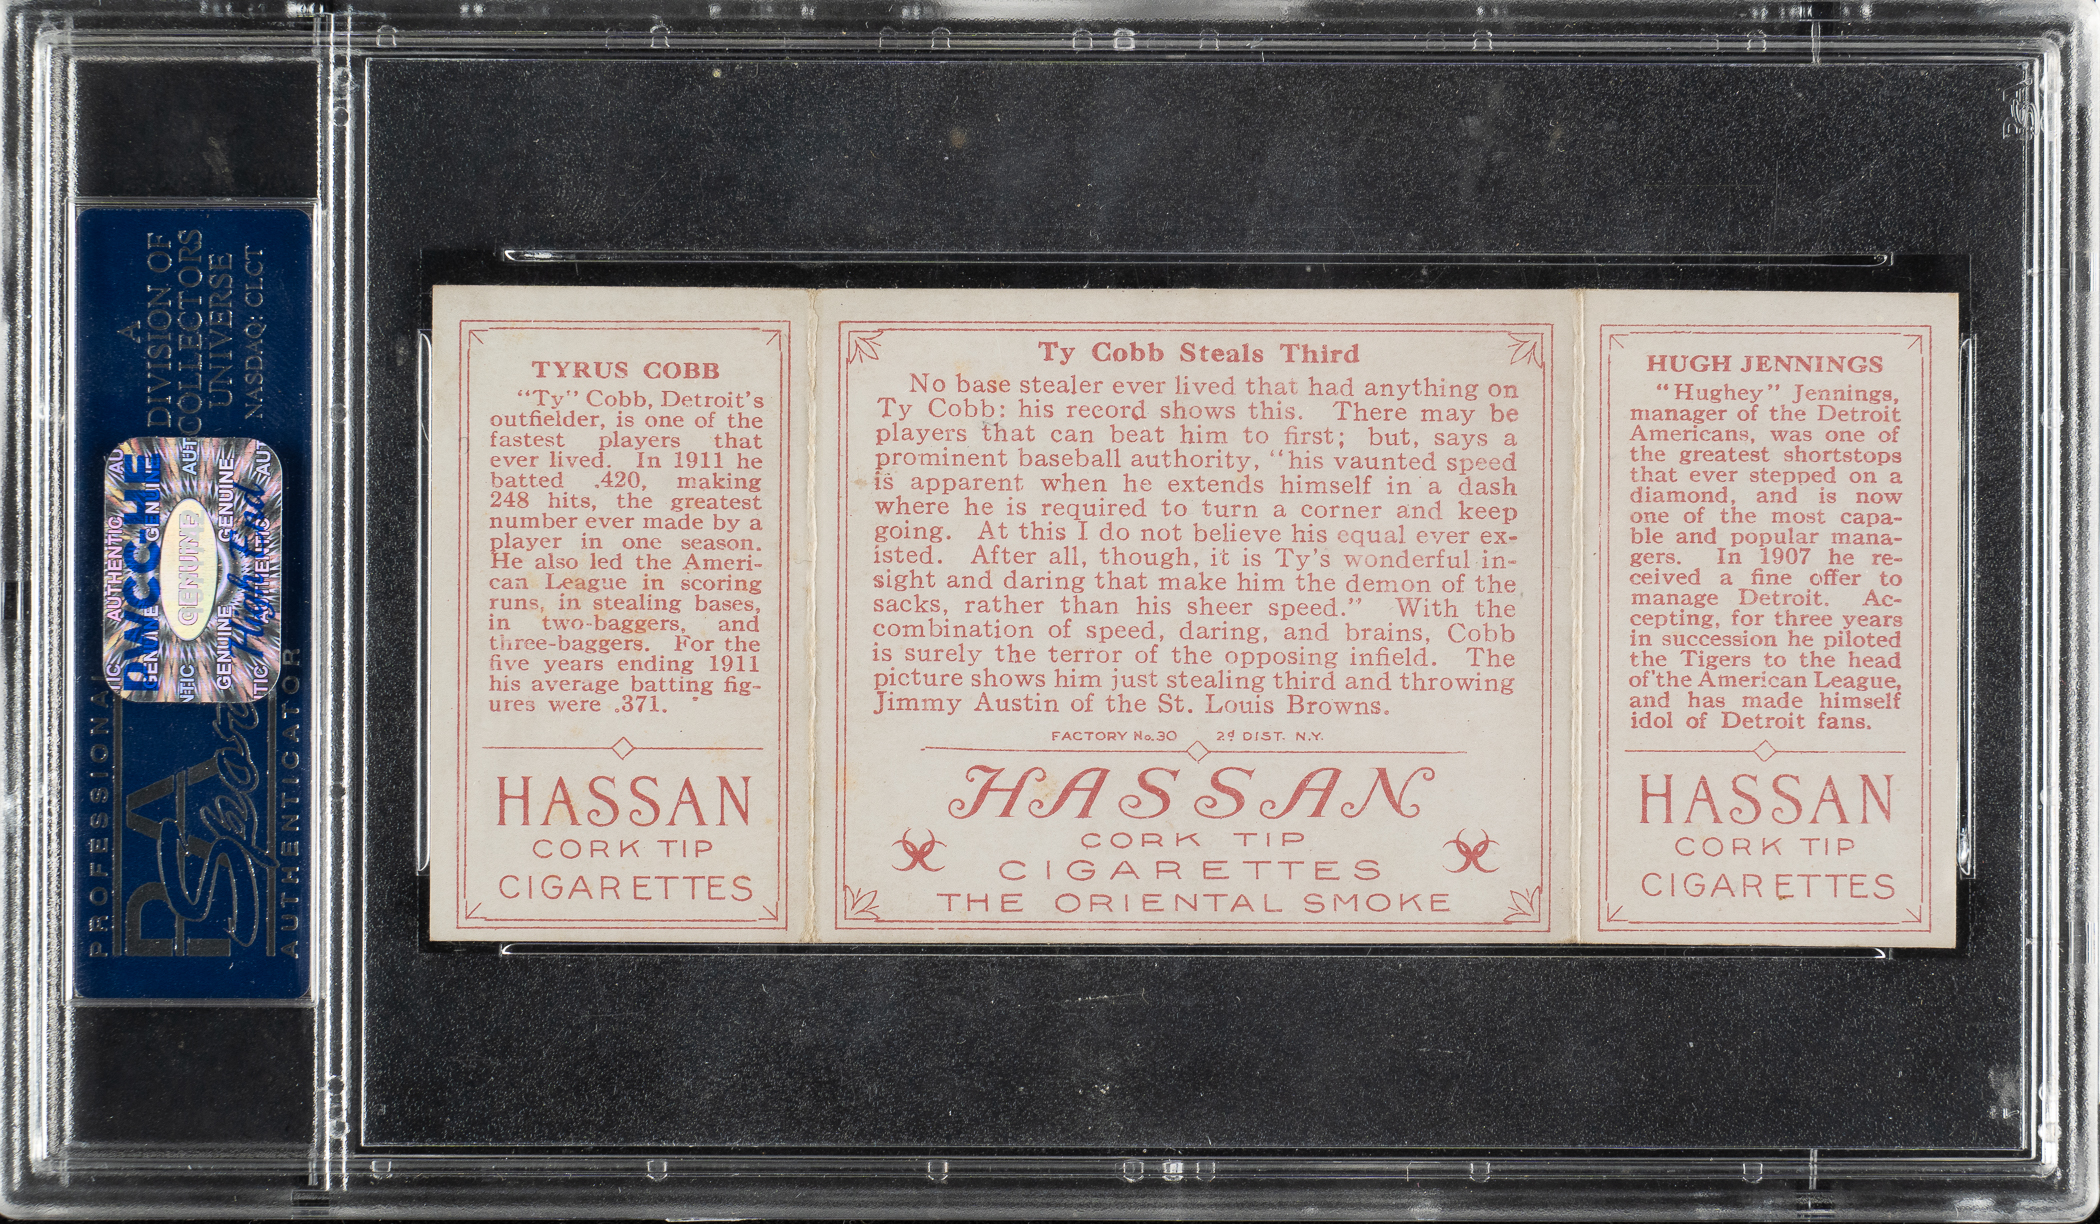 A
DIVISION OF
COLLECTORS
UNIVERSE
NASDAQ: CLCT
DWCCHE
High End
AUTHENTIC
GENUINE
GENUINE
GENUINE
GENUINE
PROFESSIONAL
PSA
Sports
AUTHENTICATOR
TYRUS COBB
"Ty" Cobb, Detroit's
outfielder, is one of the
fastest players that
ever lived. In 1911 he
batted .420, making
248 hits, the greatest
number ever made by a
player in one season.
He also led the Ameri-
can League in scoring
runs, in stealing bases,
in two-baggers, and
three-baggers. For the
five years ending 1911
his average batting fig-
ures were .371.
HASSAN
CORK TIP
CIGARETTES
Ty Cobb Steals Third
No base stealer ever lived that had anything on
Ty Cobb: his record shows this. There may be
players that can beat him to first; but, says a
prominent baseball authority, "his vaunted speed
is apparent when he extends himself in a dash
where he is required to turn a corner and keep
going. At this I do not believe his equal ever ex-
isted. After all, though, it is Ty's wonderful in-
sight and daring that make him the demon of the
sacks, rather than his sheer speed." With the
combination of speed, daring, and brains, Cobb
is surely the terror of the opposing infield. The
picture shows him just stealing third and throwing
Jimmy Austin of the St. Louis Browns.
FACTORY No. 30 2d DIST. N.Y.
HASSAN
CORK TIP
CIGARETTES
THE ORIENTAL SMOKE
HUGH JENNINGS
"Hughey" Jennings,
manager of the Detroit
Americans, was one of
the greatest shortstops
that ever stepped on a
diamond, and is now
one of the most capa-
ble and popular mana-
gers. In 1907 he re-
ceived a fine offer to
manage Detroit. Ac-
cepting, for three years
in succession he piloted
the Tigers to the head
of the American League,
and has made himself
idol of Detroit fans.
HASSAN
CORK TIP
CIGARETTES